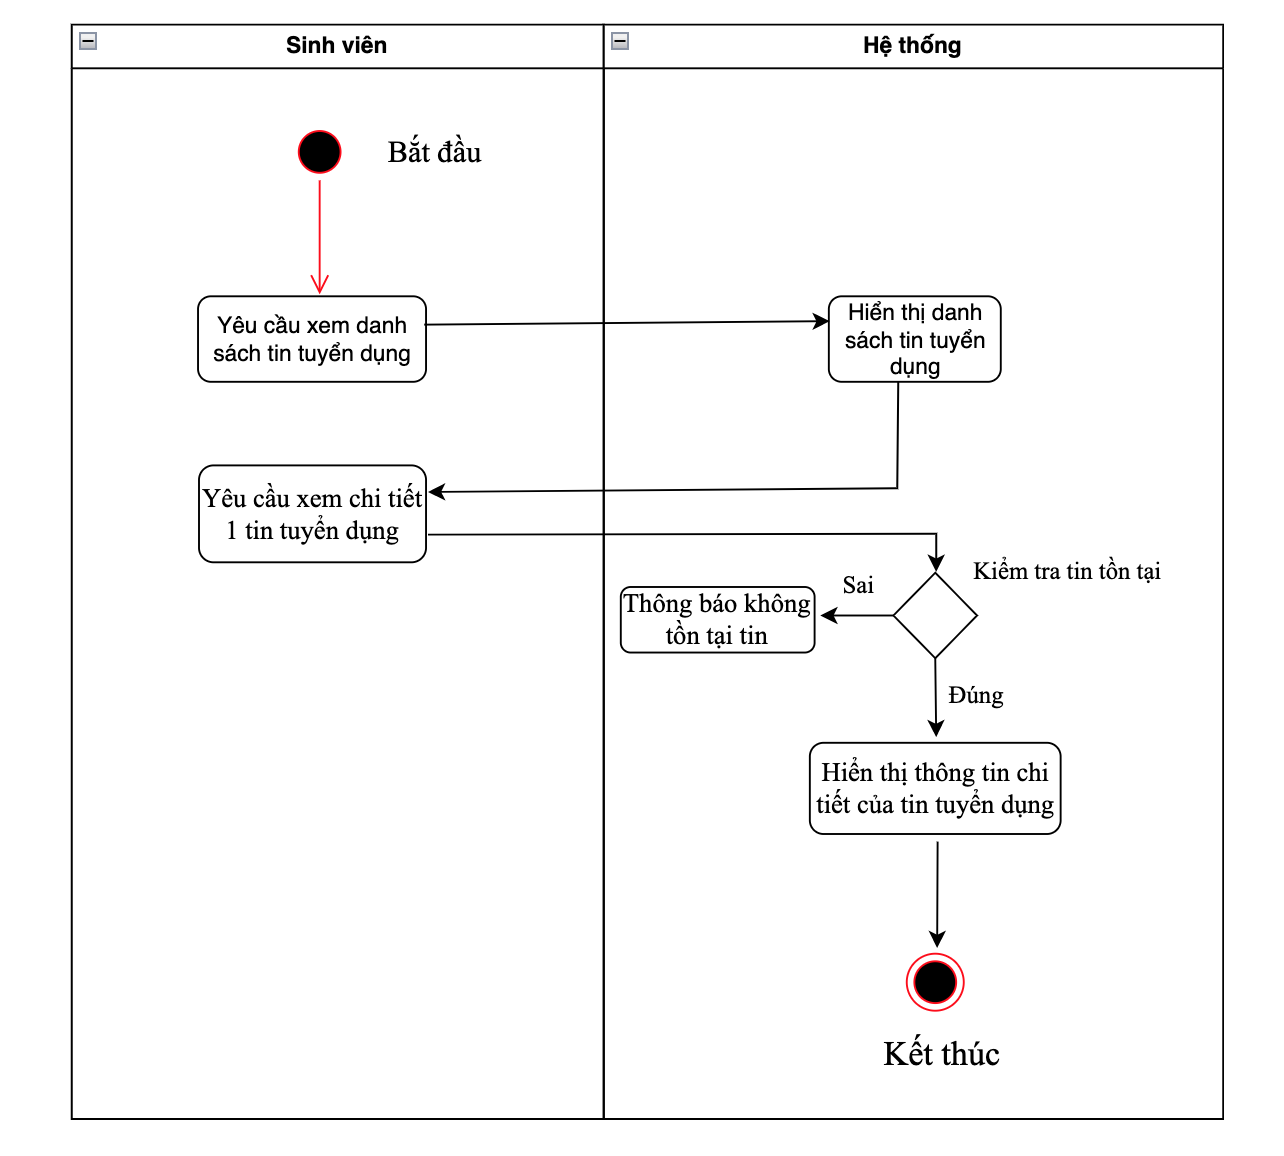 Sinh viên
Hệ thống
Bắt đầu
Yêu cầu xem danh
sách tin tuyển dụng
Hiển thị danh
sách tin tuyển
dụng
Yêu cầu xem chi tiết
1 tin tuyển dụng
Kiểm tra tin tồn tại
Sai
Thông báo không
tồn tại tin
Đúng
Hiển thị thông tin chi
tiết của tin tuyển dụng
Kết thúc